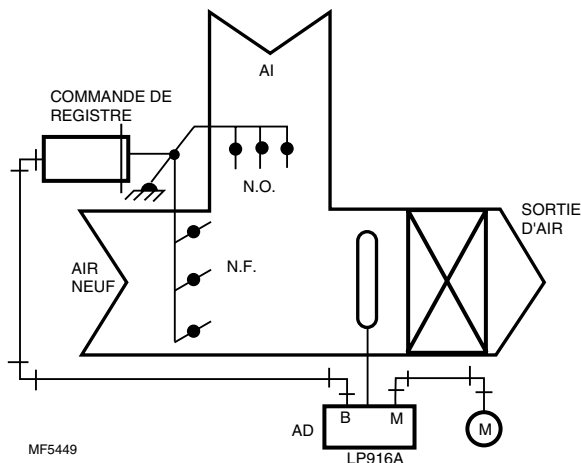 AI
COMMANDE DE
REGISTRE
N.O.
SORTIE
D'AIR
AIR
NEUF
N.F.
B
M
AD
M
LP916A
MF5449